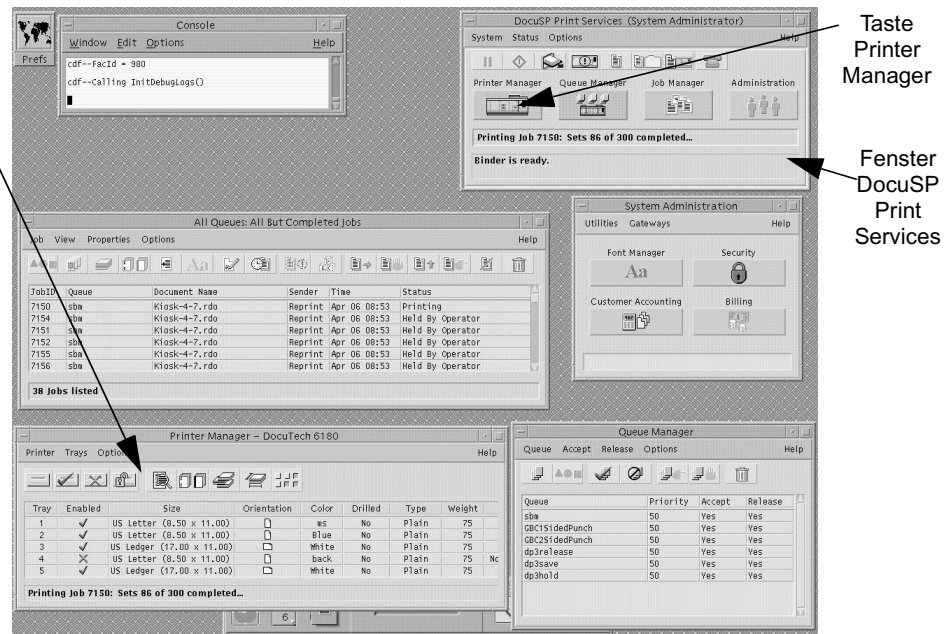 Console
Window Edit Options Help
Prefs
cdf--FacId = 980
cdf--Calling InitDebugLogs()
DocuSP Print Services (System Administrator)
System Status Options Help
Printer Manager Queue Manager Job Manager Administration
Printing Job 7150: Sets 86 of 300 completed...
Binder is ready.
Taste
Printer
Manager
Fenster
DocuSP
Print
Services
All Queues: All But Completed Jobs
Job View Properties Options Help
Aa
JobID Queue Document Name Sender Time Status
7150 sbm Kiosk-4-7.rdo Reprint Apr 06 08:53 Printing
7154 sbm Kiosk-4-7.rdo Reprint Apr 06 08:53 Held By Operator
7151 sbm Kiosk-4-7.rdo Reprint Apr 06 08:53 Held By Operator
7152 sbm Kiosk-4-7.rdo Reprint Apr 06 08:53 Held By Operator
7155 sbm Kiosk-4-7.rdo Reprint Apr 06 08:53 Held By Operator
7156 sbm Kiosk-4-7.rdo Reprint Apr 06 08:53 Held By Operator
38 Jobs listed
System Administration
Utilities Gateways Help
Font Manager Security
Aa
Customer Accounting Billing
Printer Manager - DocuTech 6180
Printer Trays Options Help
Tray Enabled Size Orientation Color Drilled Type Weight
1 US Letter (8.50 x 11.00) ms No Plain 75
2 US Letter (8.50 x 11.00) Blue No Plain 75
3 US Ledger (17.00 x 11.00) White No Plain 75
4 US Letter (8.50 x 11.00) back No Plain 75 No
5 US Ledger (17.00 x 11.00) White No Plain 75
Printing Job 7150: Sets 86 of 300 completed...
6
Queue Manager
Queue Accept Release Options Help
Queue Priority Accept Release
sbm 50 Yes Yes
GBC1SidedPunch 50 Yes Yes
GBC2SidedPunch 50 Yes Yes
dp3release 50 Yes Yes
dp3save 50 Yes Yes
dp3hold 50 Yes Yes